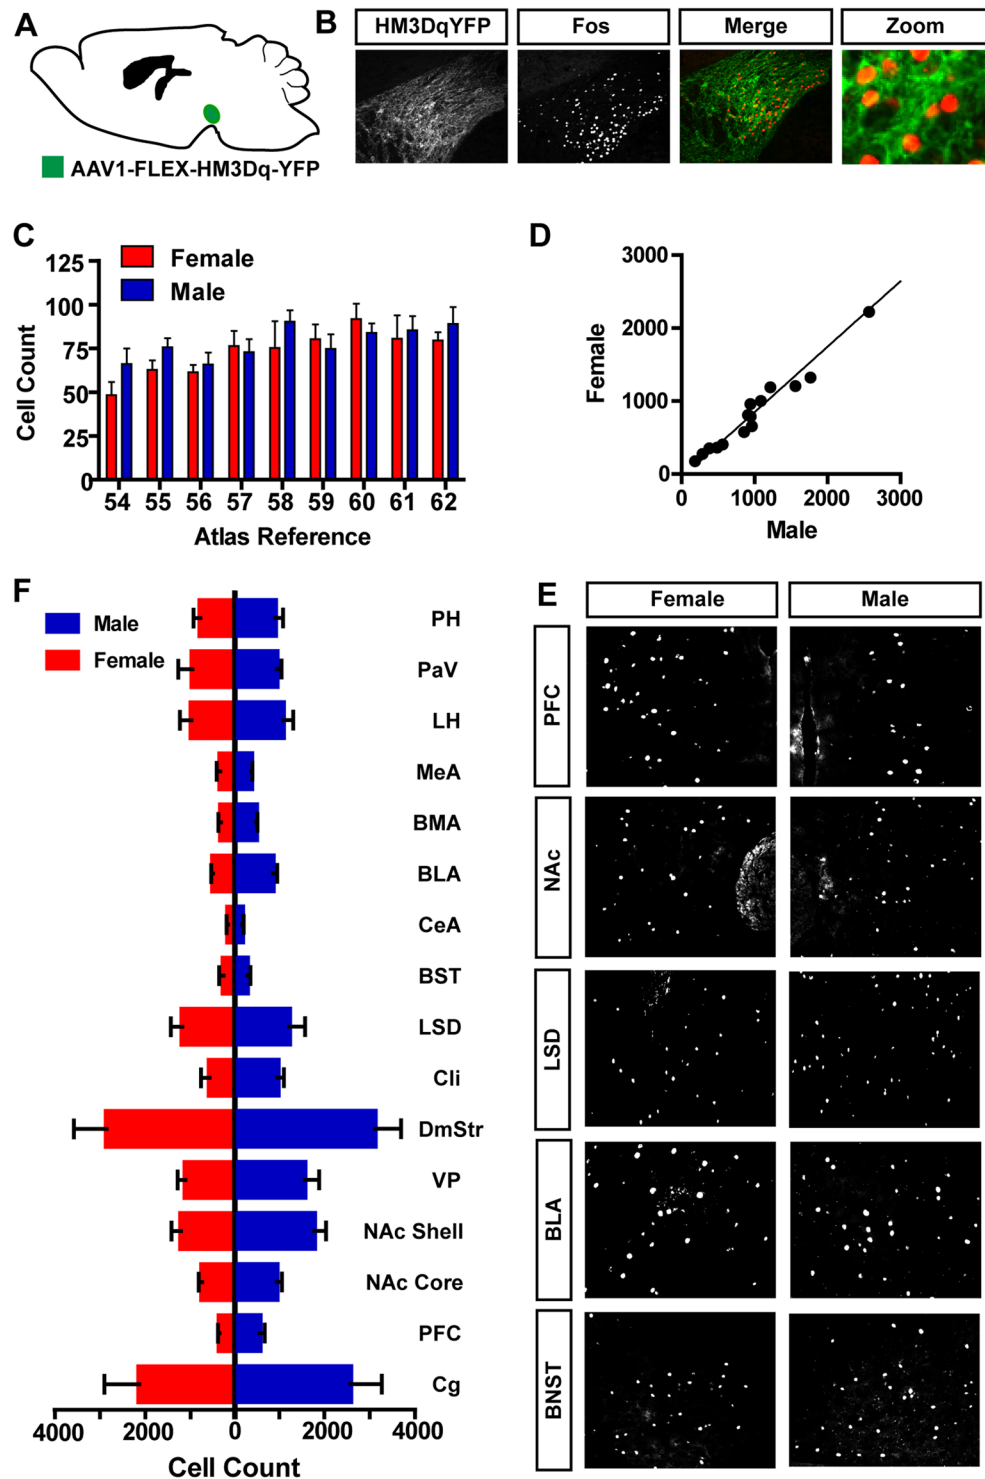 A
AAV1-FLEX-HM3Dq-YFP
B
HM3DqYFP
Fos
Merge
Zoom
C
Female
Male
125
100
75
50
25
0
Cell Count
54 55 56 57 58 59 60 61 62
Atlas Reference
D
3000
2000
1000
0
Female
0 1000 2000 3000
Male
F
Male
Female
PH
PaV
LH
MeA
BMA
BLA
CeA
BST
LSD
Cli
DmStr
VP
NAc Shell
NAc Core
PFC
Cg
4000 2000 0 2000 4000
Cell Count
E
Female
Male
PFC
NAc
LSD
BLA
BNST